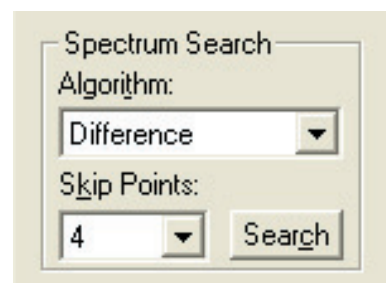 Spectrum Search
Algorithm:
Difference
Skip Points:
4 Search